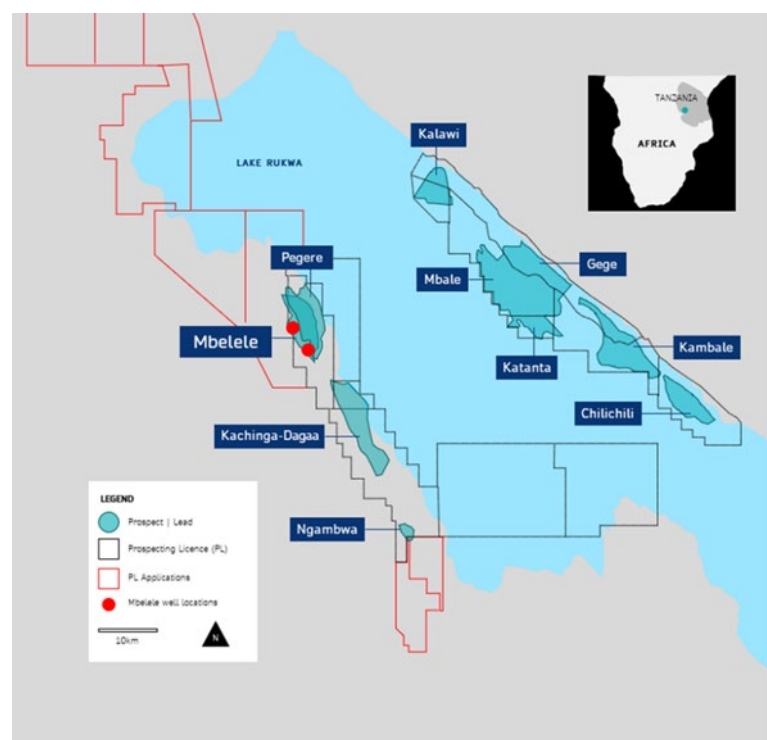 TANZANIA
AFRICA
Kalawi
LAKE RUKWA
Pegere
Gege
Mbale
Mbelele
Katanta
Kambale
Chilichili
Kachinga-Dagaa
Ngambwa
LEGEND
Prospect | Lead
Prospecting Licence (PL)
PL Applications
Mbelele well locations
10km
N